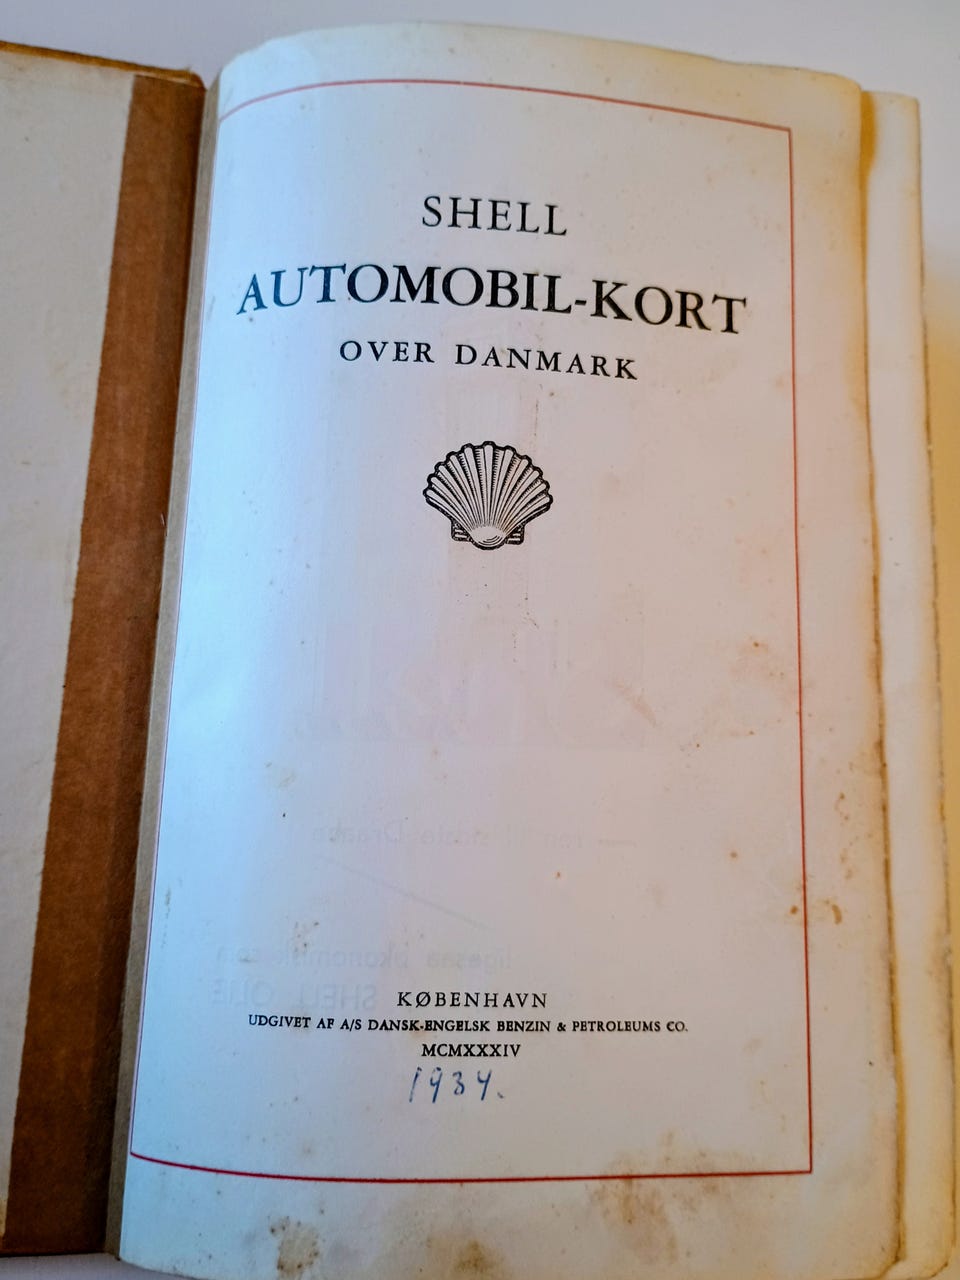 SHELL
AUTOMOBIL-KORT
OVER DANMARK
KØBENHAVN
UDGIVET AF A/S DANSK-ENGELSK BENZIN & PETROLEUMS CO.
MCMXXXIV
1934.